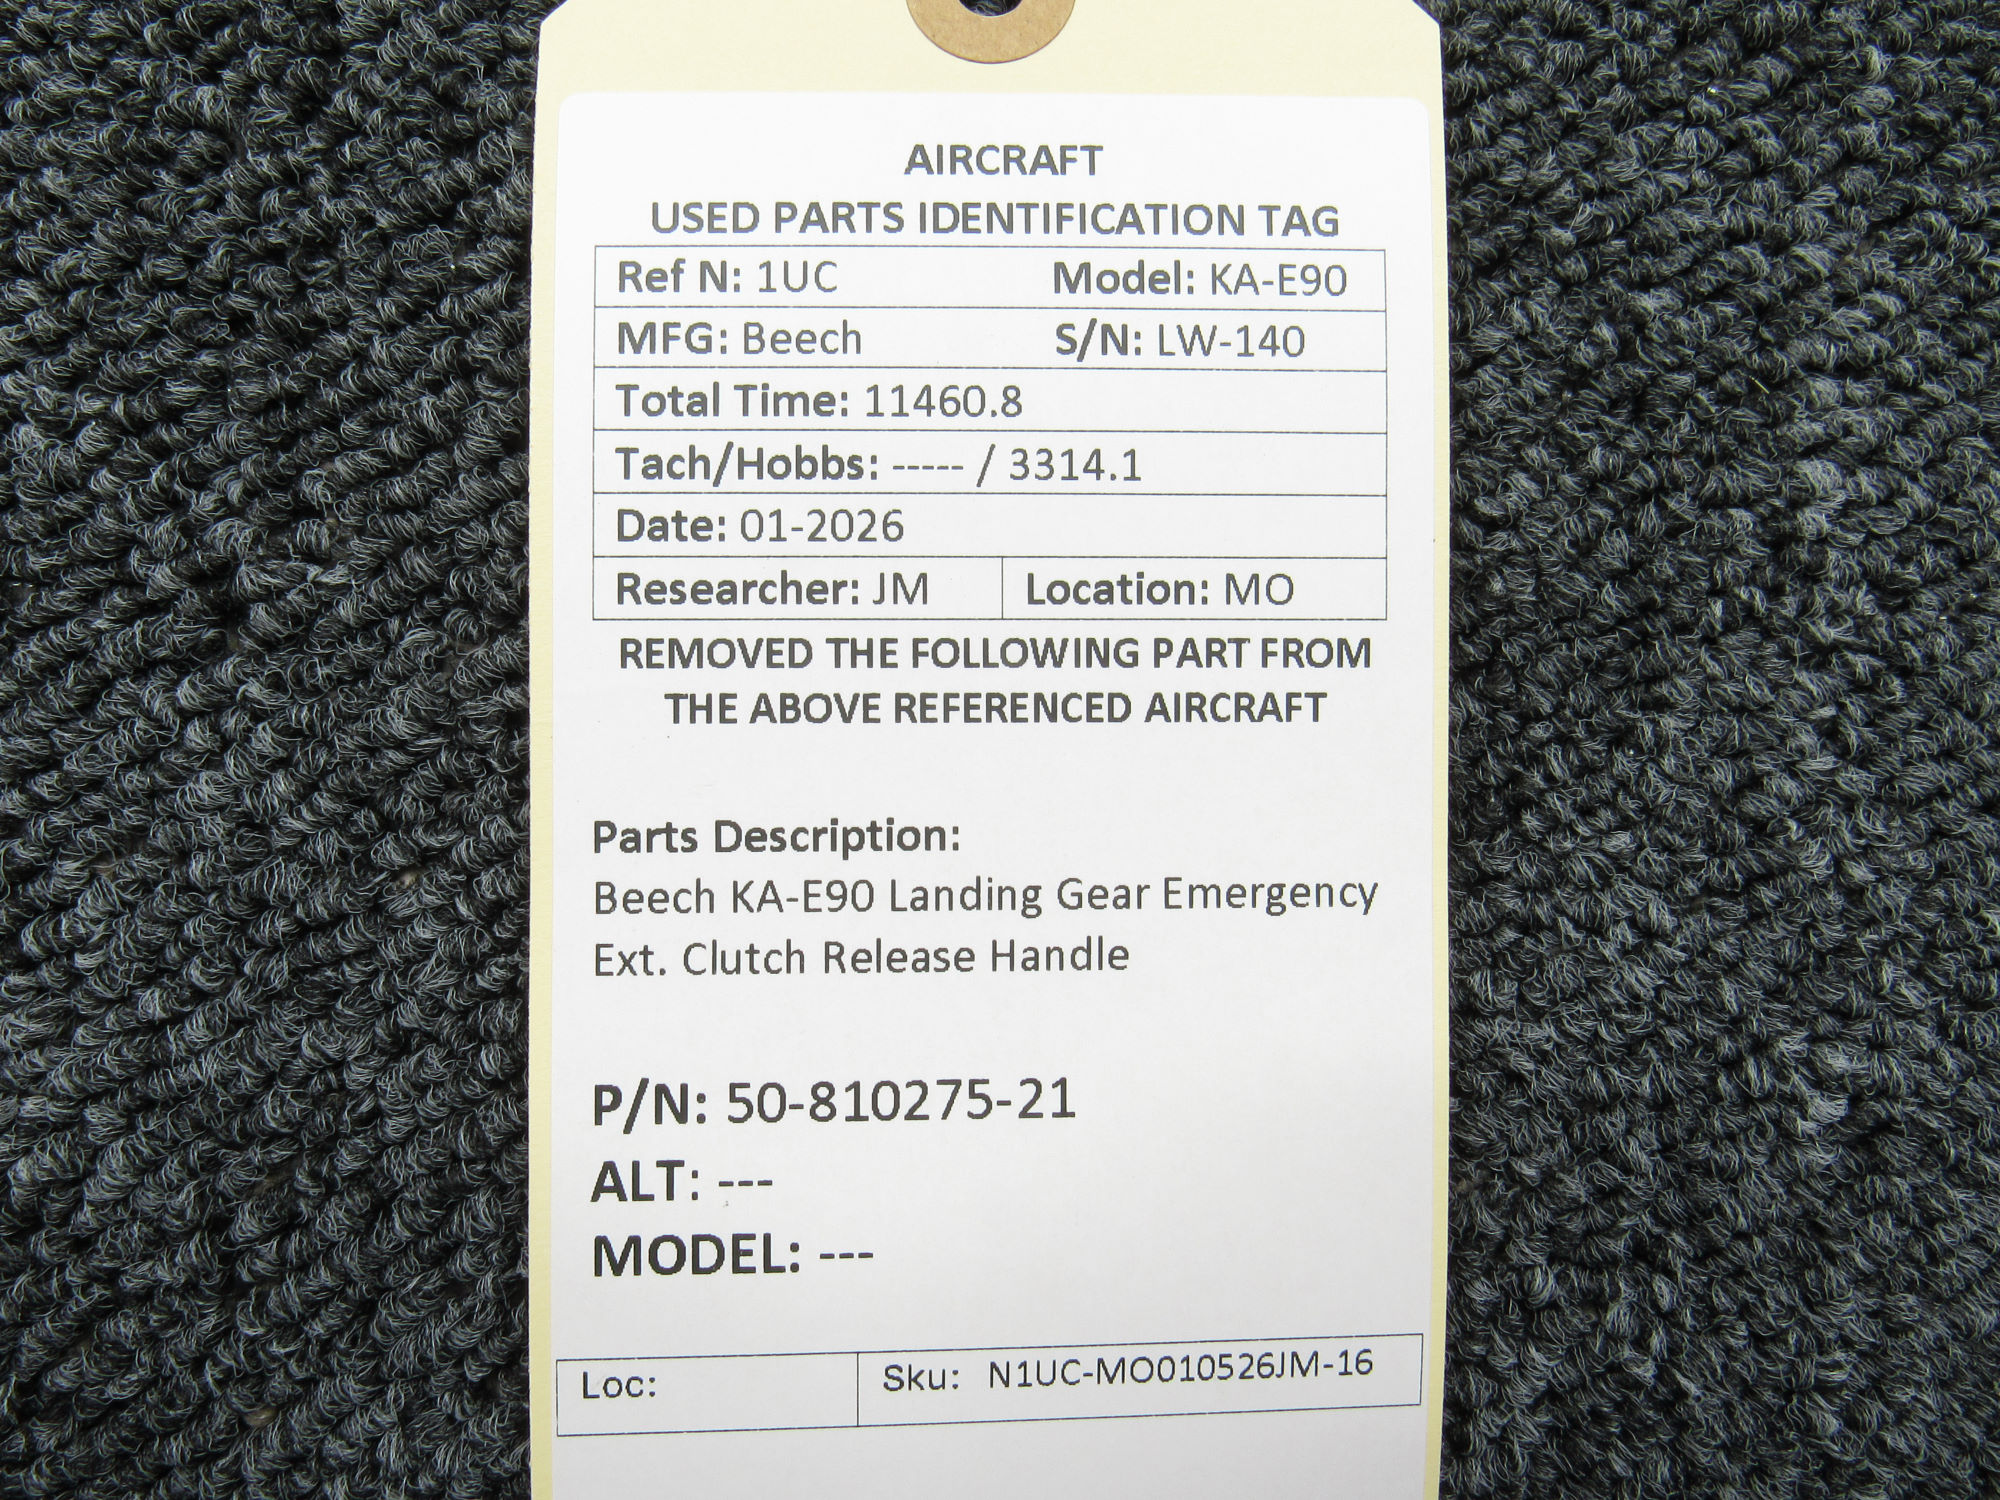 AIRCRAFT
USED PARTS IDENTIFICATION TAG
Ref N: 1UC Model: KA-E90
MFG: Beech S/N: LW-140
Total Time: 11460.8
Tach/Hobbs: ----- / 3314.1
Date: 01-2026
Researcher: JM Location: MO
REMOVED THE FOLLOWING PART FROM
THE ABOVE REFERENCED AIRCRAFT
Parts Description:
Beech KA-E90 Landing Gear Emergency
Ext. Clutch Release Handle
P/N: 50-810275-21
ALT: ---
MODEL: ---
Loc: Sku: N1UC-MO010526JM-16